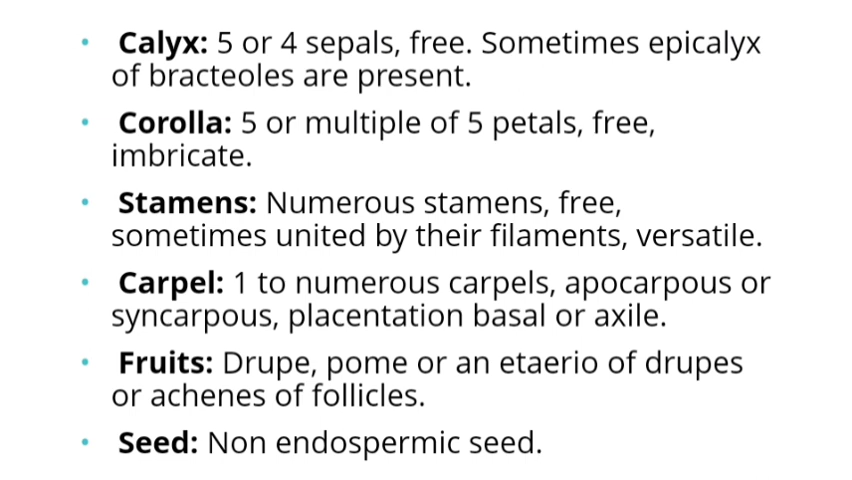 • Calyx: 5 or 4 sepals, free. Sometimes epicalyx
of bracteoles are present.
• Corolla: 5 or multiple of 5 petals, free,
imbricate.
• Stamens: Numerous stamens, free,
sometimes united by their filaments, versatile.
• Carpel: 1 to numerous carpels, apocarpous or
syncarpous, placentation basal or axile.
• Fruits: Drupe, pome or an etaerio of drupes
or achenes of follicles.
• Seed: Non endospermic seed.